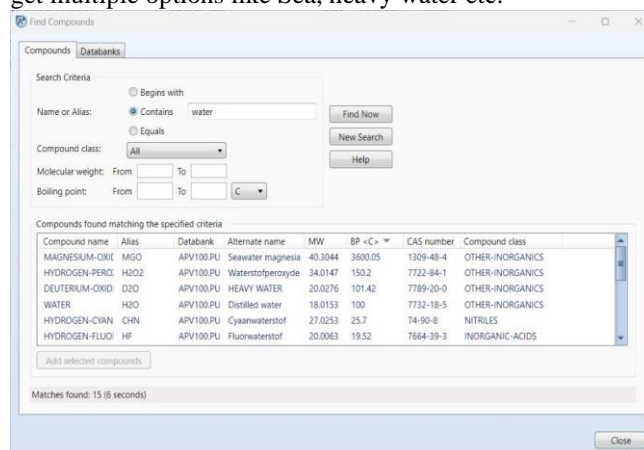 get multiple options like Sea, heavy water etc.
Find Compounds
Compounds Databanks
Search Criteria
Begins with
Name or Alias: Contains water Find Now
Equals New Search
Compound class: All
Help
Molecular weight: From To
Boiling point: From To C
Compounds found matching the specified criteria
Compound name Alias Databank Alternate name MW BP <C> CAS number Compound class
MAGNESIUM-OXID MGO APV100.PU Seawater magnesia 40.3044 3600.05 1309-48-4 OTHER-INORGANICS
HYDROGEN-PERO H2O2 APV100.PU Waterstofperoxyde 34.0147 150.2 7722-84-1 OTHER-INORGANICS
DEUTERIUM-OXID D2O APV100.PU HEAVY WATER 20.0276 101.42 7789-20-0 OTHER-INORGANICS
WATER H2O APV100.PU Distilled water 18.0153 100 7732-18-5 OTHER-INORGANICS
HYDROGEN-CYAN CHN APV100.PU Cyaanwaterstof 27.0253 25.7 74-90-8 NITRILES
HYDROGEN-FLUO HF APV100.PU Fluorwaterstof 20.0063 19.52 7664-39-3 INORGANIC-ACIDS
Add selected compounds
Matches found: 15 (6 seconds)
Close